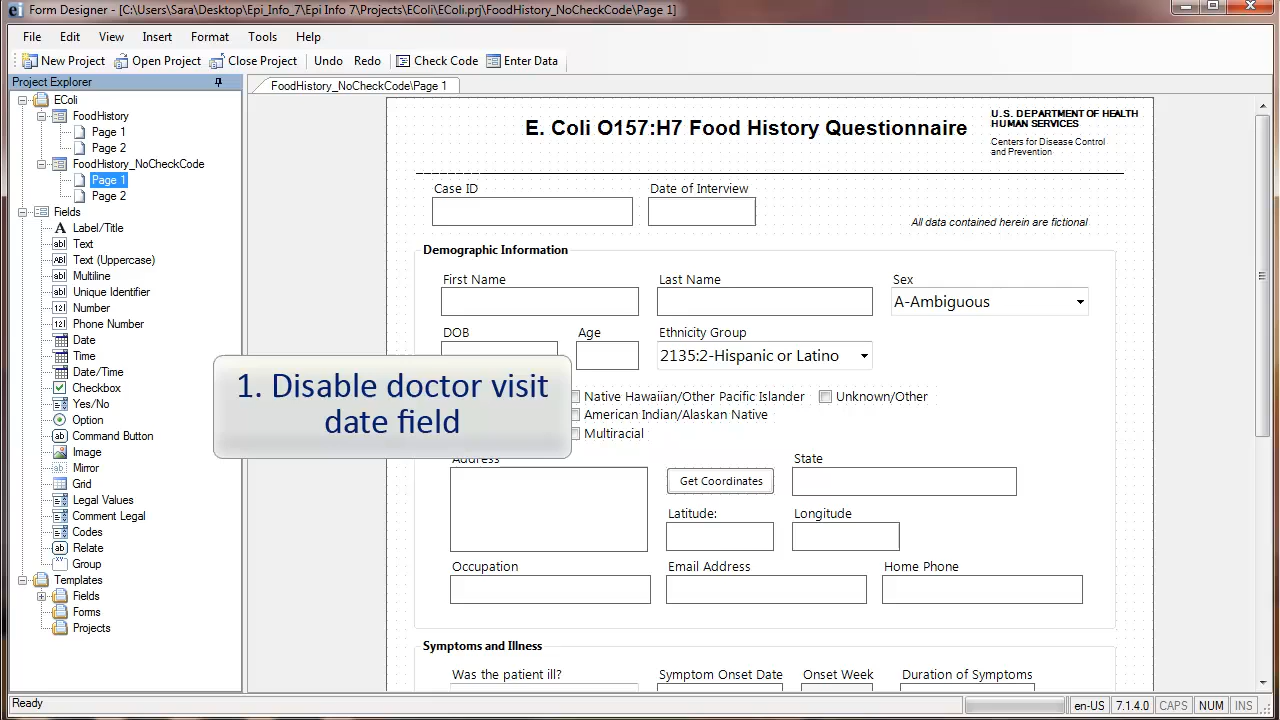 Form Designer - [C:\Users\Sara\Desktop\Epi_Info_7\Epi Info 7\Projects\EColi\EColi.prj\FoodHistory_NoCheckCode\Page 1]
File Edit View Insert Format Tools Help
New Project Open Project Close Project Undo Redo Check Code Enter Data
Project Explorer
EColi
FoodHistory
Page 1
Page 2
FoodHistory_NoCheckCode
Page 1
Page 2
Fields
Label/Title
Text
Text (Uppercase)
Multiline
Unique Identifier
Number
Phone Number
Date
Time
Date/Time
Checkbox
Yes/No
Option
Command Button
Image
Mirror
Grid
Legal Values
Comment Legal
Codes
Relate
Group
Templates
Fields
Forms
Projects
FoodHistory_NoCheckCode\Page 1
E. Coli O157:H7 Food History Questionnaire
U.S. DEPARTMENT OF HEALTH
HUMAN SERVICES
Centers for Disease Control
and Prevention
Case ID Date of Interview
All data contained herein are fictional
Demographic Information
First Name Last Name Sex
A-Ambiguous
DOB Age Ethnicity Group
2135:2-Hispanic or Latino
1. Disable doctor visit
date field
Native Hawaiian/Other Pacific Islander Unknown/Other
American Indian/Alaskan Native
Multiracial
Address State
Get Coordinates
Latitude: Longitude
Occupation Email Address Home Phone
Symptoms and Illness
Was the patient ill? Symptom Onset Date Onset Week Duration of Symptoms
Ready en-US 7.1.4.0 CAPS NUM INS